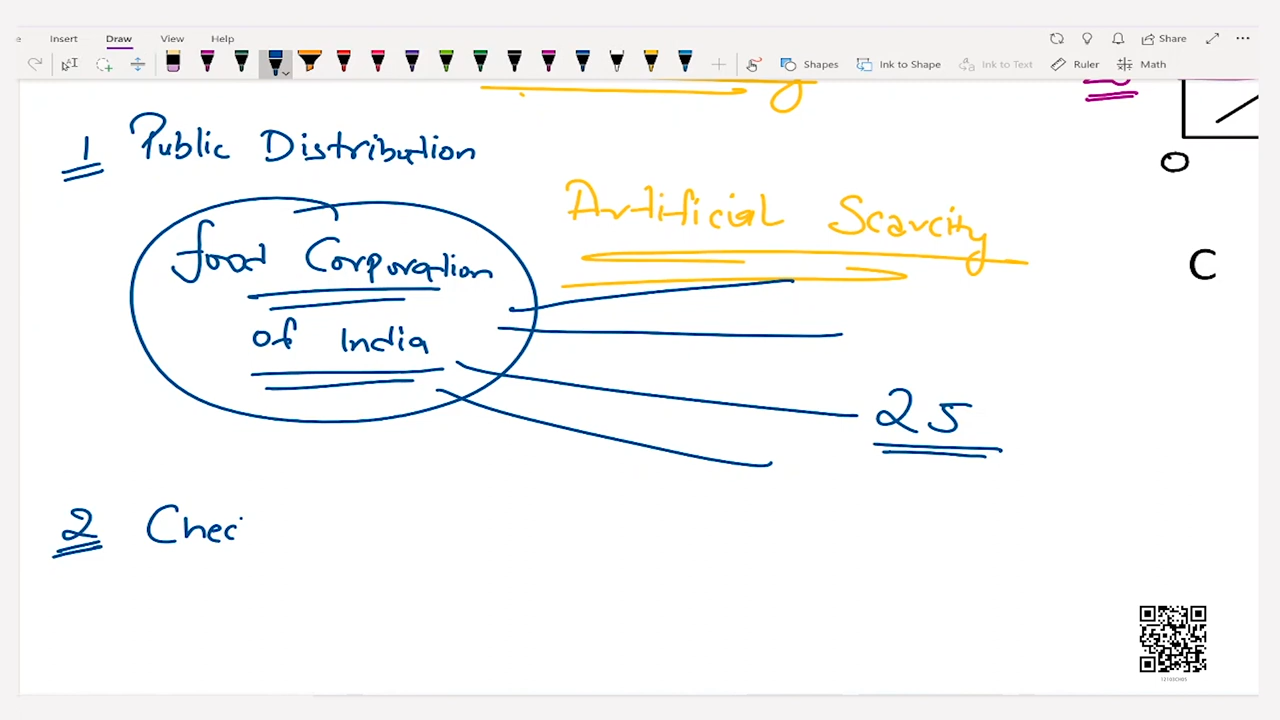 Insert Draw View Help Share
Shapes Ink to Shape Ink to Text Ruler Math
1 Public Distribution
Artificial Scarcity
food Corporation
of India
25
2 Chec
O
C
12103CH05